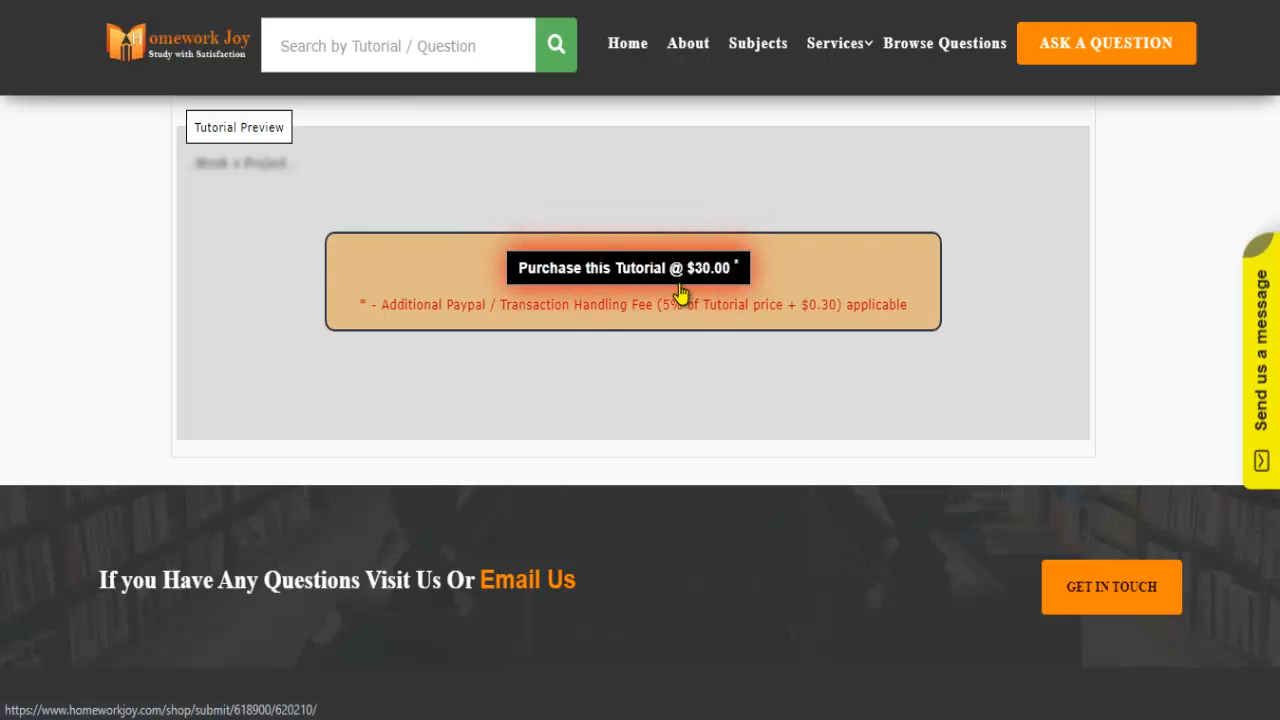 omework Joy
Study with Satisfaction
Search by Tutorial / Question
Home About Subjects Services Browse Questions
ASK A QUESTION
Tutorial Preview
Purchase this Tutorial @ $30.00 *
* - Additional Paypal / Transaction Handling Fee (5% of Tutorial price + $0.30) applicable
Send us a message
If you Have Any Questions Visit Us Or Email Us
GET IN TOUCH
https://www.homeworkjoy.com/shop/submit/618900/620210/